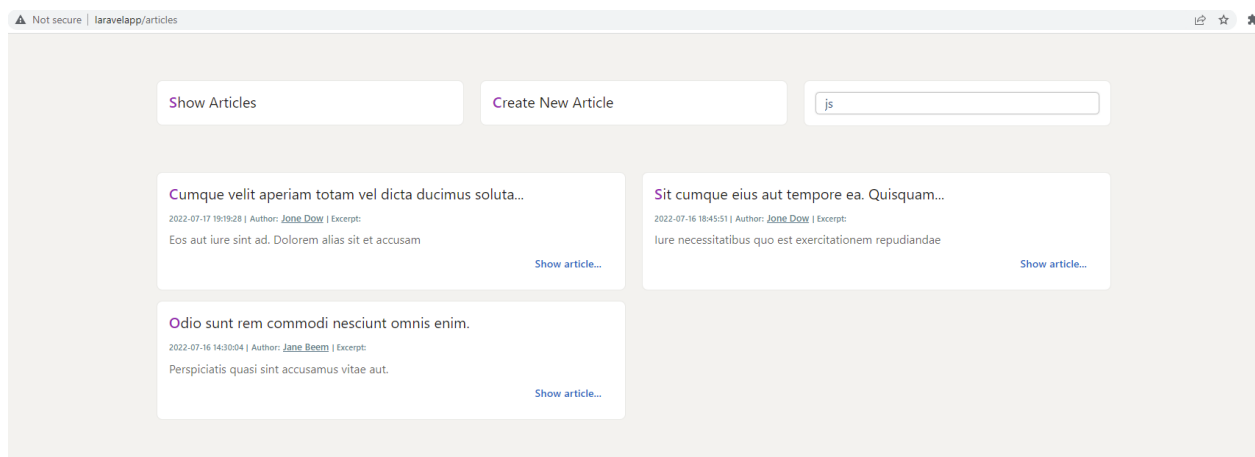 Not secure | laravelapp/articles
Show Articles
Create New Article
js
Cumque velit aperiam totam vel dicta ducimus soluta...
2022-07-17 19:19:28 | Author: Jone Dow | Excerpt:
Eos aut iure sint ad. Dolorem alias sit et accusam
Show article...
Sit cumque eius aut tempore ea. Quisquam...
2022-07-16 18:45:51 | Author: Jone Dow | Excerpt:
Iure necessitatibus quo est exercitationem repudiandae
Show article...
Odio sunt rem commodi nesciunt omnis enim.
2022-07-16 14:30:04 | Author: Jane Beem | Excerpt:
Perspiciatis quasi sint accusamus vitae aut.
Show article...